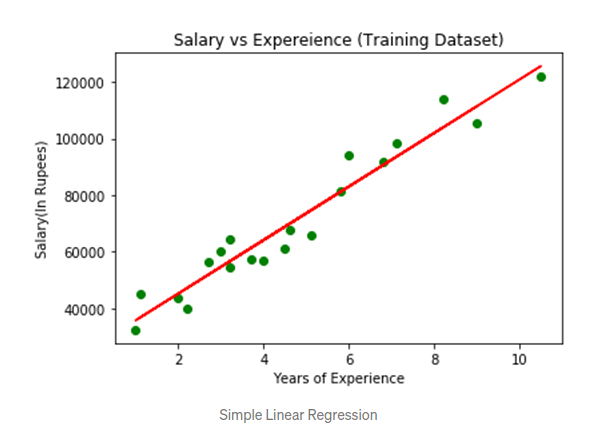 Salary vs Expereience (Training Dataset)
120000
100000
80000
60000
40000
Salary(In Rupees)
2 4 6 8 10
Years of Experience
Simple Linear Regression